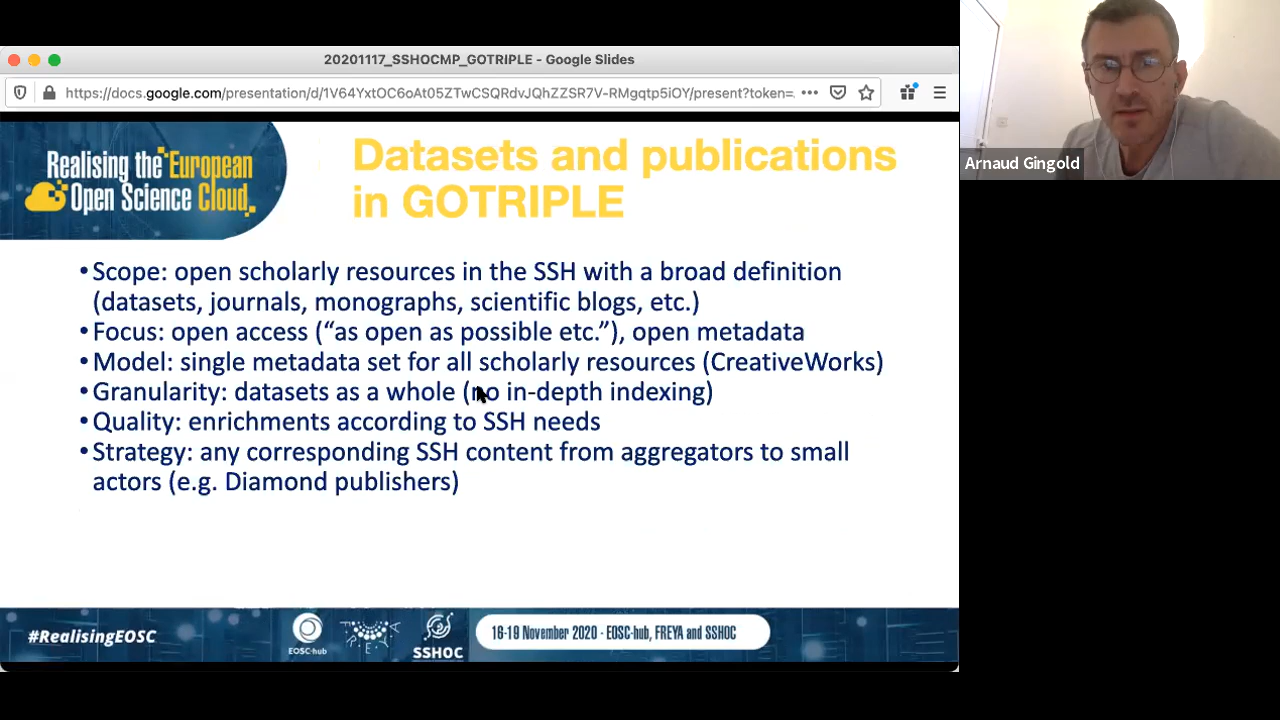 20201117_SSHOCMP_GOTRIPLE - Google Slides
https://docs.google.com/presentation/d/1V64YxtOC6oAt05ZTwCSQRdvJQhZZSR7V-RMgqtp5iOY/present?token=
Arnaud Gingold
Realising the European
Open Science Cloud
Datasets and publications
in GOTRIPLE
•Scope: open scholarly resources in the SSH with a broad definition
(datasets, journals, monographs, scientific blogs, etc.)
•Focus: open access (“as open as possible etc.”), open metadata
•Model: single metadata set for all scholarly resources (CreativeWorks)
•Granularity: datasets as a whole (no in-depth indexing)
•Quality: enrichments according to SSH needs
•Strategy: any corresponding SSH content from aggregators to small
actors (e.g. Diamond publishers)
#RealisingEOSC
EOSC-hub
FREYA
SSHOC
16-19 November 2020 · EOSC-hub, FREYA and SSHOC